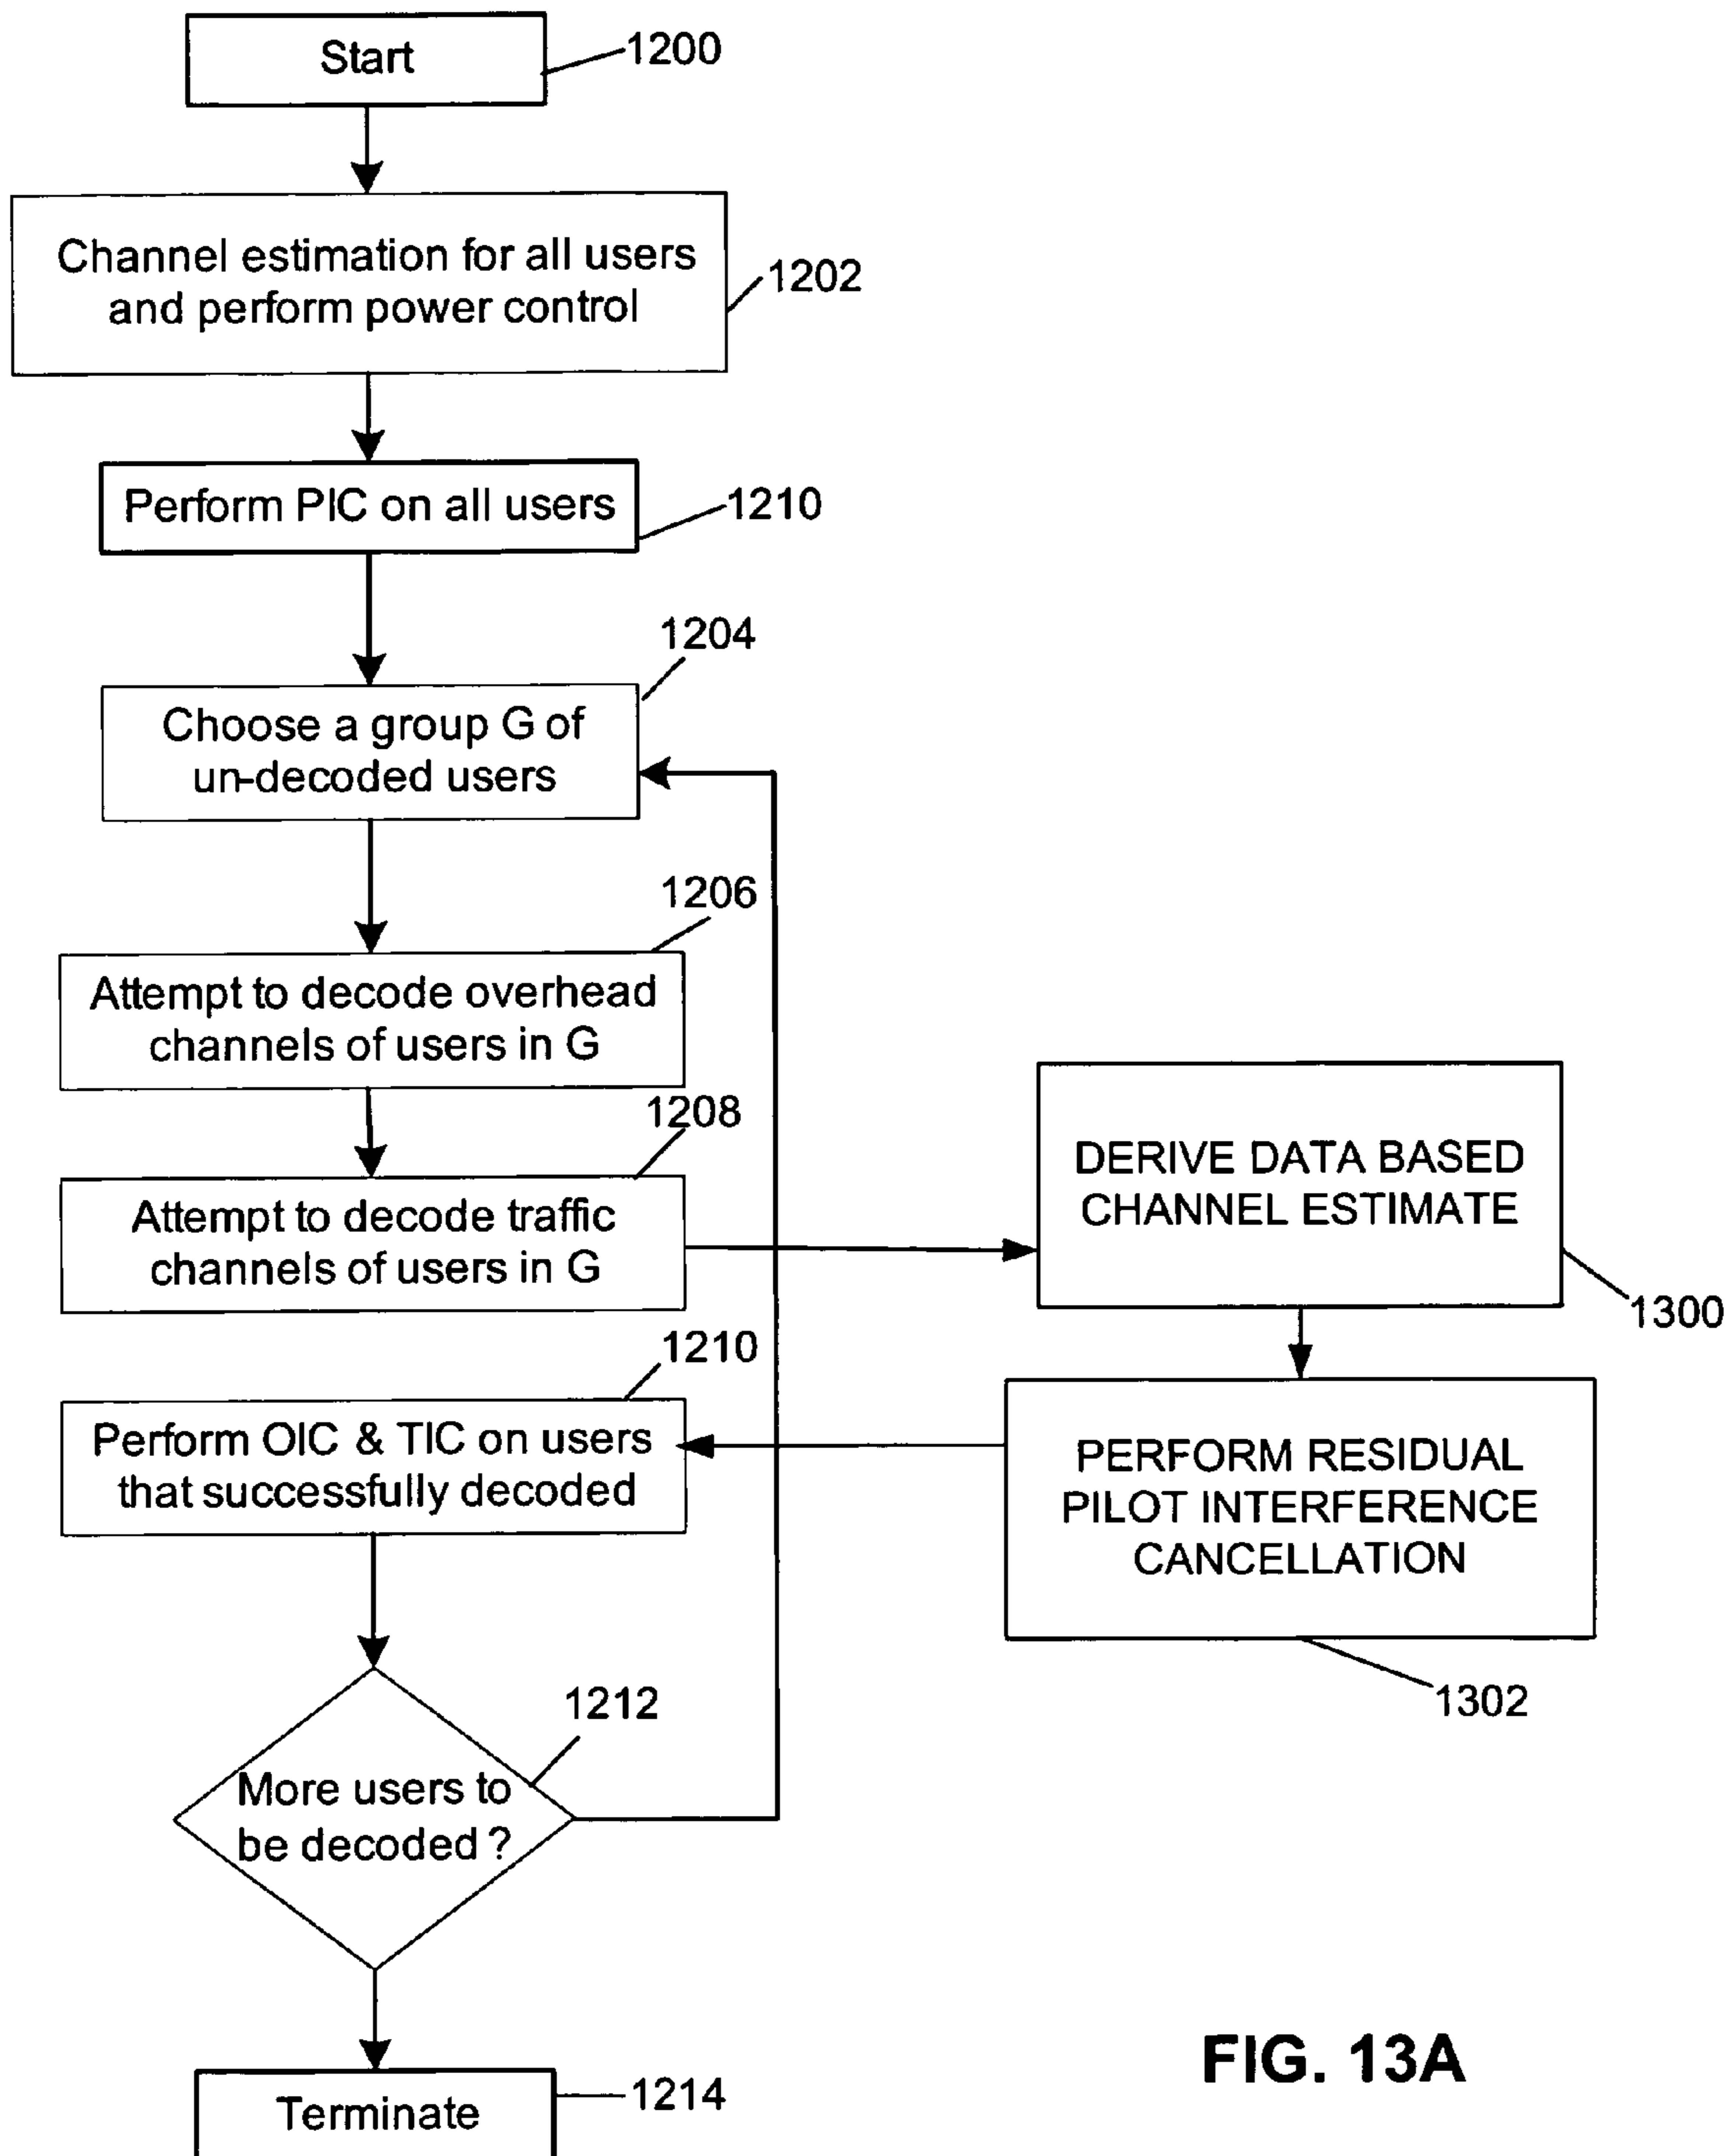 Start
1200
Channel estimation for all users
and perform power control
1202
Perform PIC on all users
1210
1204
Choose a group G of
un-decoded users
1206
Attempt to decode overhead
channels of users in G
1208
Attempt to decode traffic
channels of users in G
DERIVE DATA BASED
CHANNEL ESTIMATE
1300
1210
Perform OIC & TIC on users
that successfully decoded
PERFORM RESIDUAL
PILOT INTERFERENCE
CANCELLATION
1302
1212
More users to
be decoded ?
Terminate
1214
FIG. 13A